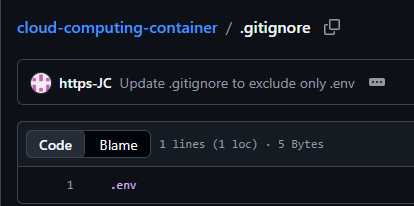 cloud-computing-container / .gitignore
https-JC Update .gitignore to exclude only .env
Code Blame 1 lines (1 loc) · 5 Bytes
1 .env